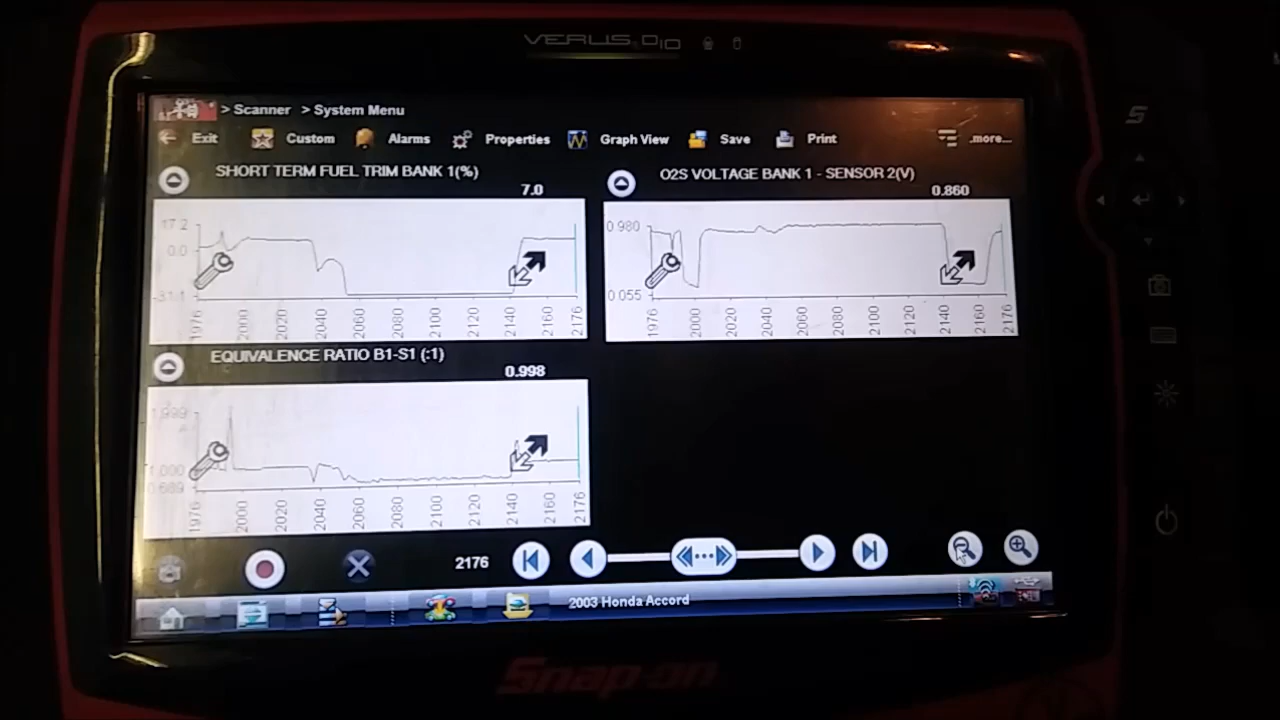 VERUS D10
> Scanner > System Menu
Exit Custom Alarms Properties Graph View Save Print .more...
SHORT TERM FUEL TRIM BANK 1(%)
7.0
17.2
0.0
-31.1
1976 2000 2020 2040 2060 2080 2100 2120 2140 2160 2176
O2S VOLTAGE BANK 1 - SENSOR 2(V)
0.860
0.980
0.055
1976 2000 2020 2040 2060 2080 2100 2120 2140 2160 2176
EQUIVALENCE RATIO B1-S1 (:1)
0.998
1.999
1.000
0.689
1976 2000 2020 2040 2060 2080 2100 2120 2140 2160 2176
2176
2003 Honda Accord
Snap-on
S